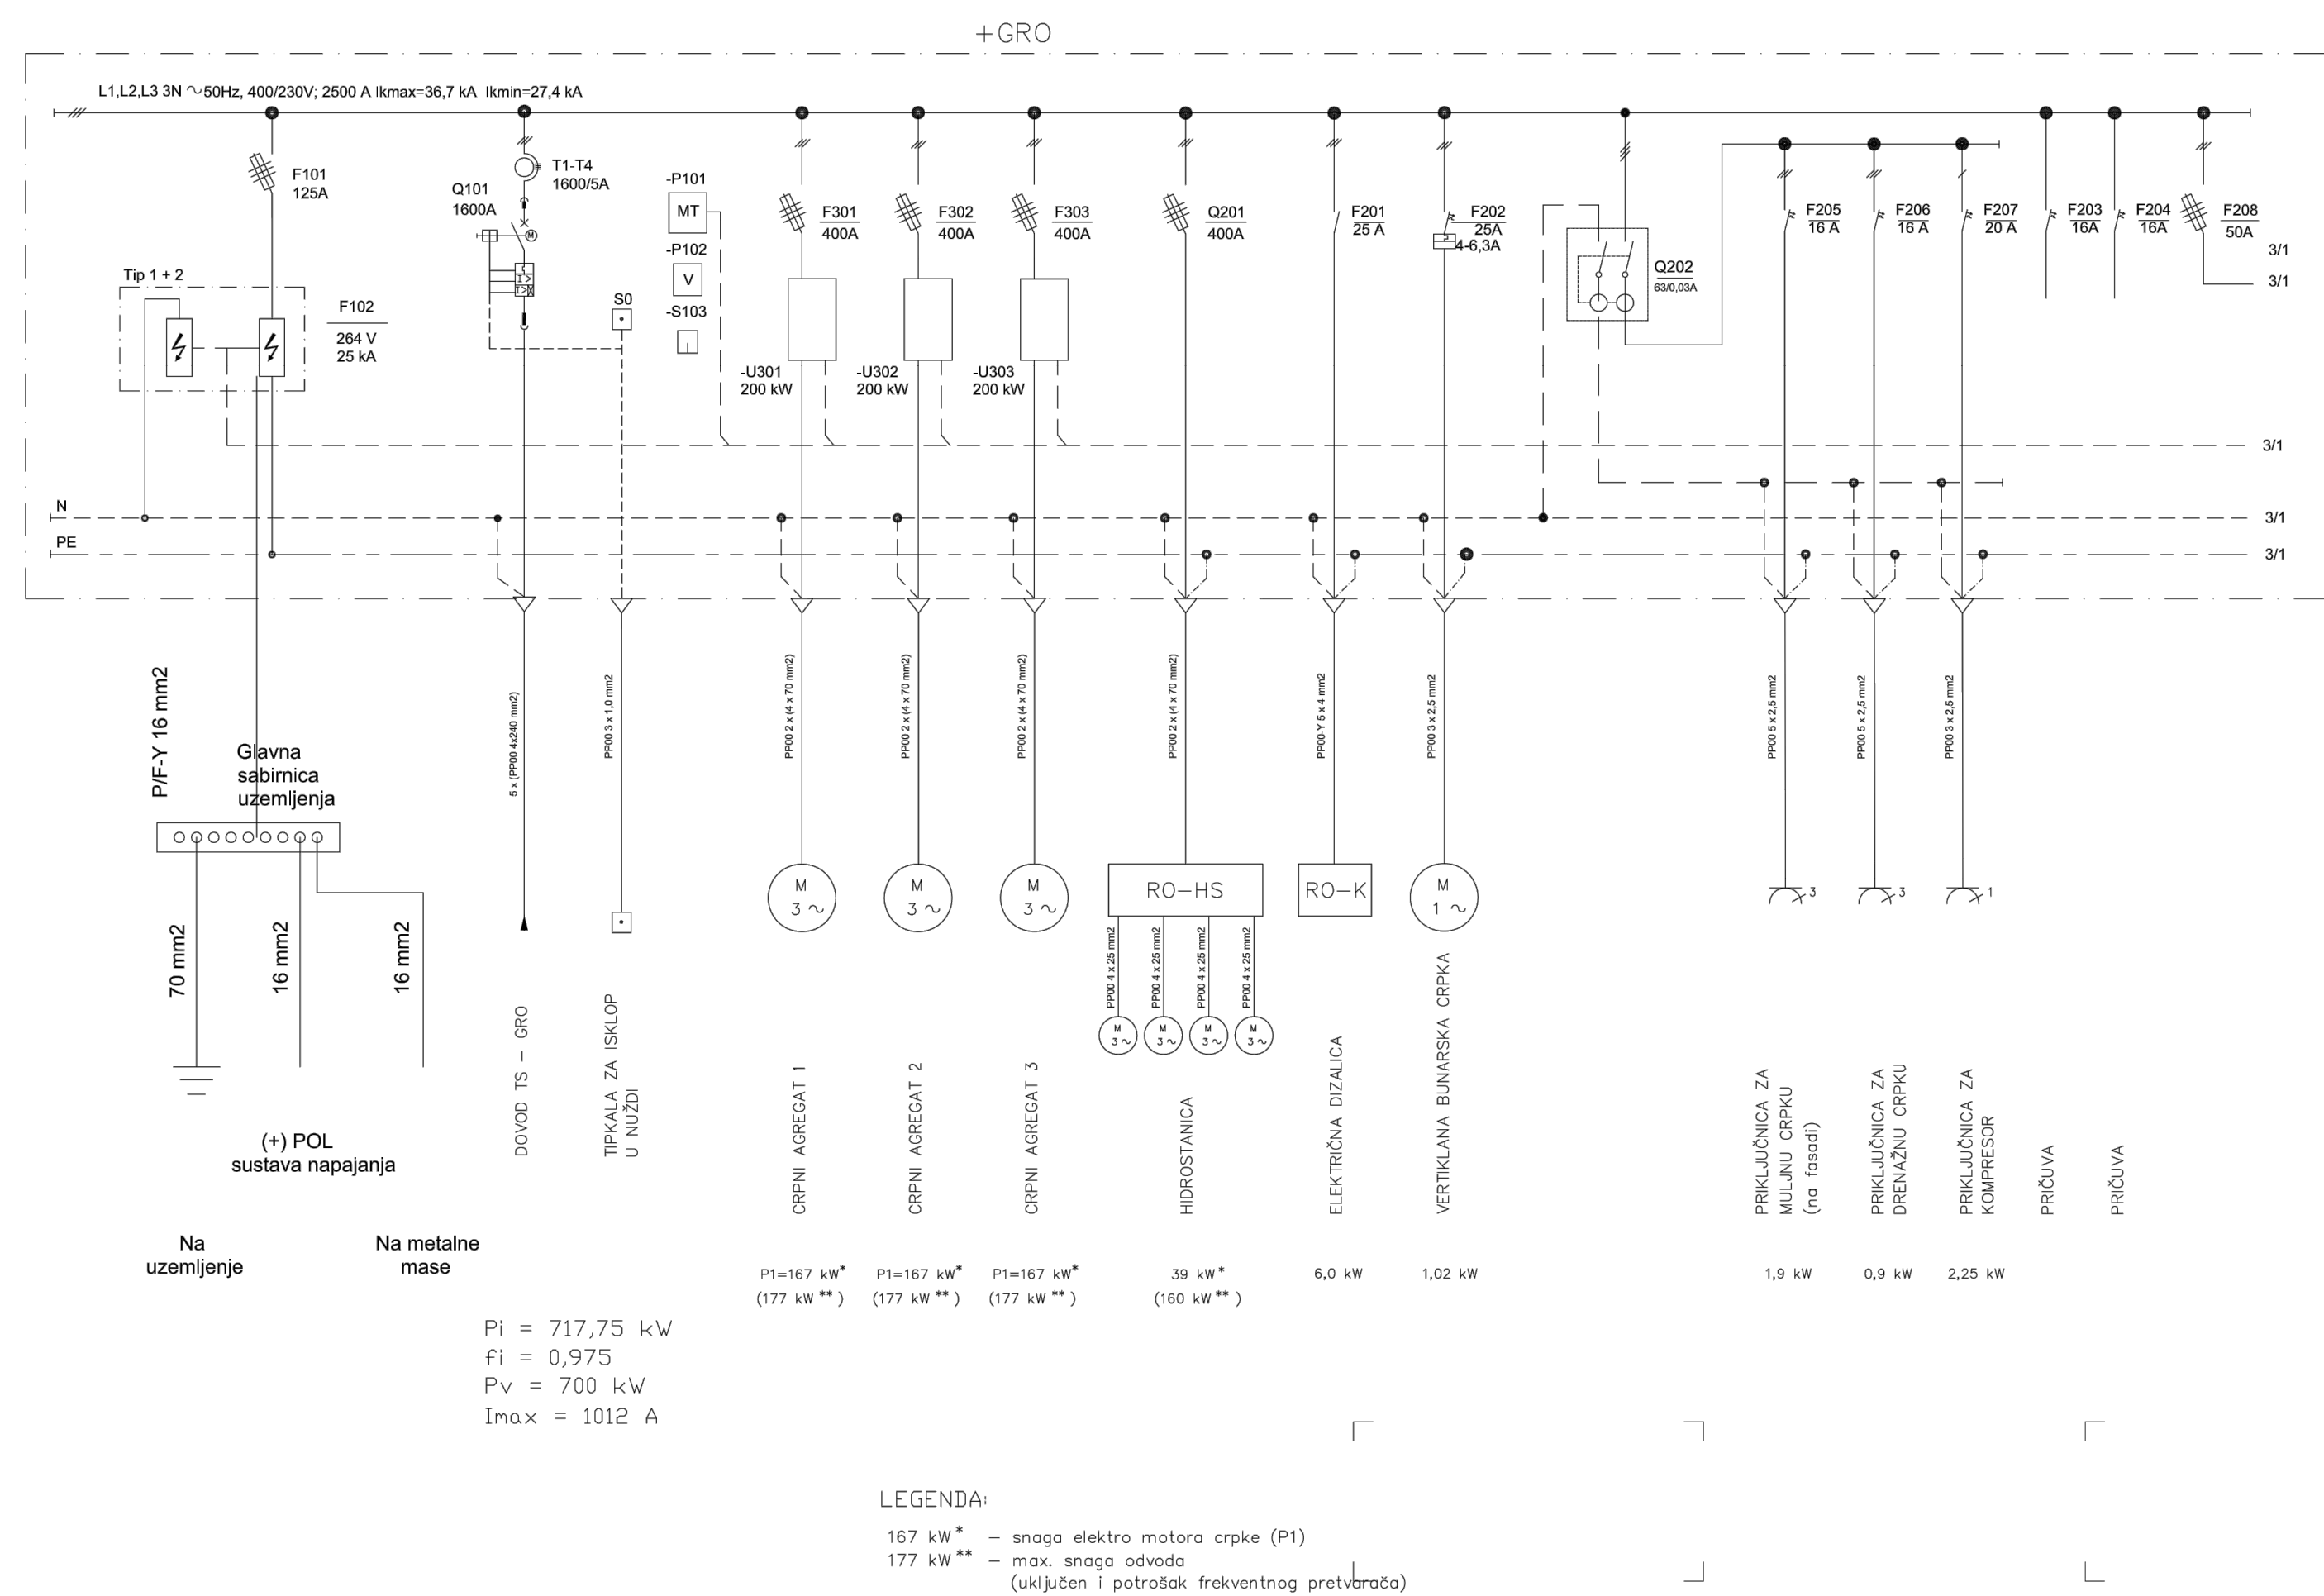 +GRO
L1,L2,L3 3N ~50Hz, 400/230V; 2500 A Ikmax=36,7 kA Ikmin=27,4 kA
F101
125A
Tip 1 + 2
F102
264 V
25 kA
Q101
1600A
T1-T4
1600/5A
M
I>
I>
S0
-P101
MT
-P102
V
-S103
F301
400A
-U301
200 kW
F302
400A
-U302
200 kW
F303
400A
-U303
200 kW
Q201
400A
F201
25 A
F202
25A
4-6,3A
Q202
63/0,03A
F205
16 A
F206
16 A
F207
20 A
F203
16A
F204
16A
F208
50A
3/1
3/1
3/1
N
3/1
PE
3/1
P/F-Y 16 mm2
Glavna
sabirnica
uzemljenja
70 mm2
16 mm2
16 mm2
(+) POL
sustava napajanja
Na
uzemljenje
Na metalne
mase
5 x (PP00 4x240 mm2)
DOVOD TS - GRO
PP00 3 x 1,0 mm2
TIPKALA ZA ISKLOP
U NUŽDI
PP00 2 x (4 x 70 mm2)
M
3 ~
CRPNI AGREGAT 1
P1=167 kW*
(177 kW**)
PP00 2 x (4 x 70 mm2)
M
3 ~
CRPNI AGREGAT 2
P1=167 kW*
(177 kW**)
PP00 2 x (4 x 70 mm2)
M
3 ~
CRPNI AGREGAT 3
P1=167 kW*
(177 kW**)
PP00 2 x (4 x 70 mm2)
RO-HS
PP00 4 x 25 mm2
PP00 4 x 25 mm2
PP00 4 x 25 mm2
PP00 4 x 25 mm2
M
3 ~
M
3 ~
M
3 ~
M
3 ~
HIDROSTANICA
39 kW*
(160 kW**)
PP00-Y 5 x 4 mm2
RO-K
ELEKTRIČNA DIZALICA
6,0 kW
PP00 3 x 2,5 mm2
M
1 ~
VERTIKLANA BUNARSKA CRPKA
1,02 kW
PP00 5 x 2,5 mm2
3
PRIKLJUČNICA ZA
MULJNU CRPKU
(na fasadi)
1,9 kW
PP00 5 x 2,5 mm2
3
PRIKLJUČNICA ZA
DRENAŽNU CRPKU
0,9 kW
PP00 3 x 2,5 mm2
1
PRIKLJUČNICA ZA
KOMPRESOR
2,25 kW
PRIČUVA
PRIČUVA
Pi = 717,75 kW
fi = 0,975
Pv = 700 kW
Imax = 1012 A
LEGENDA:
167 kW* - snaga elektro motora crpke (P1)
177 kW** - max. snaga odvoda
(uključen i potrošak frekventnog pretvarača)